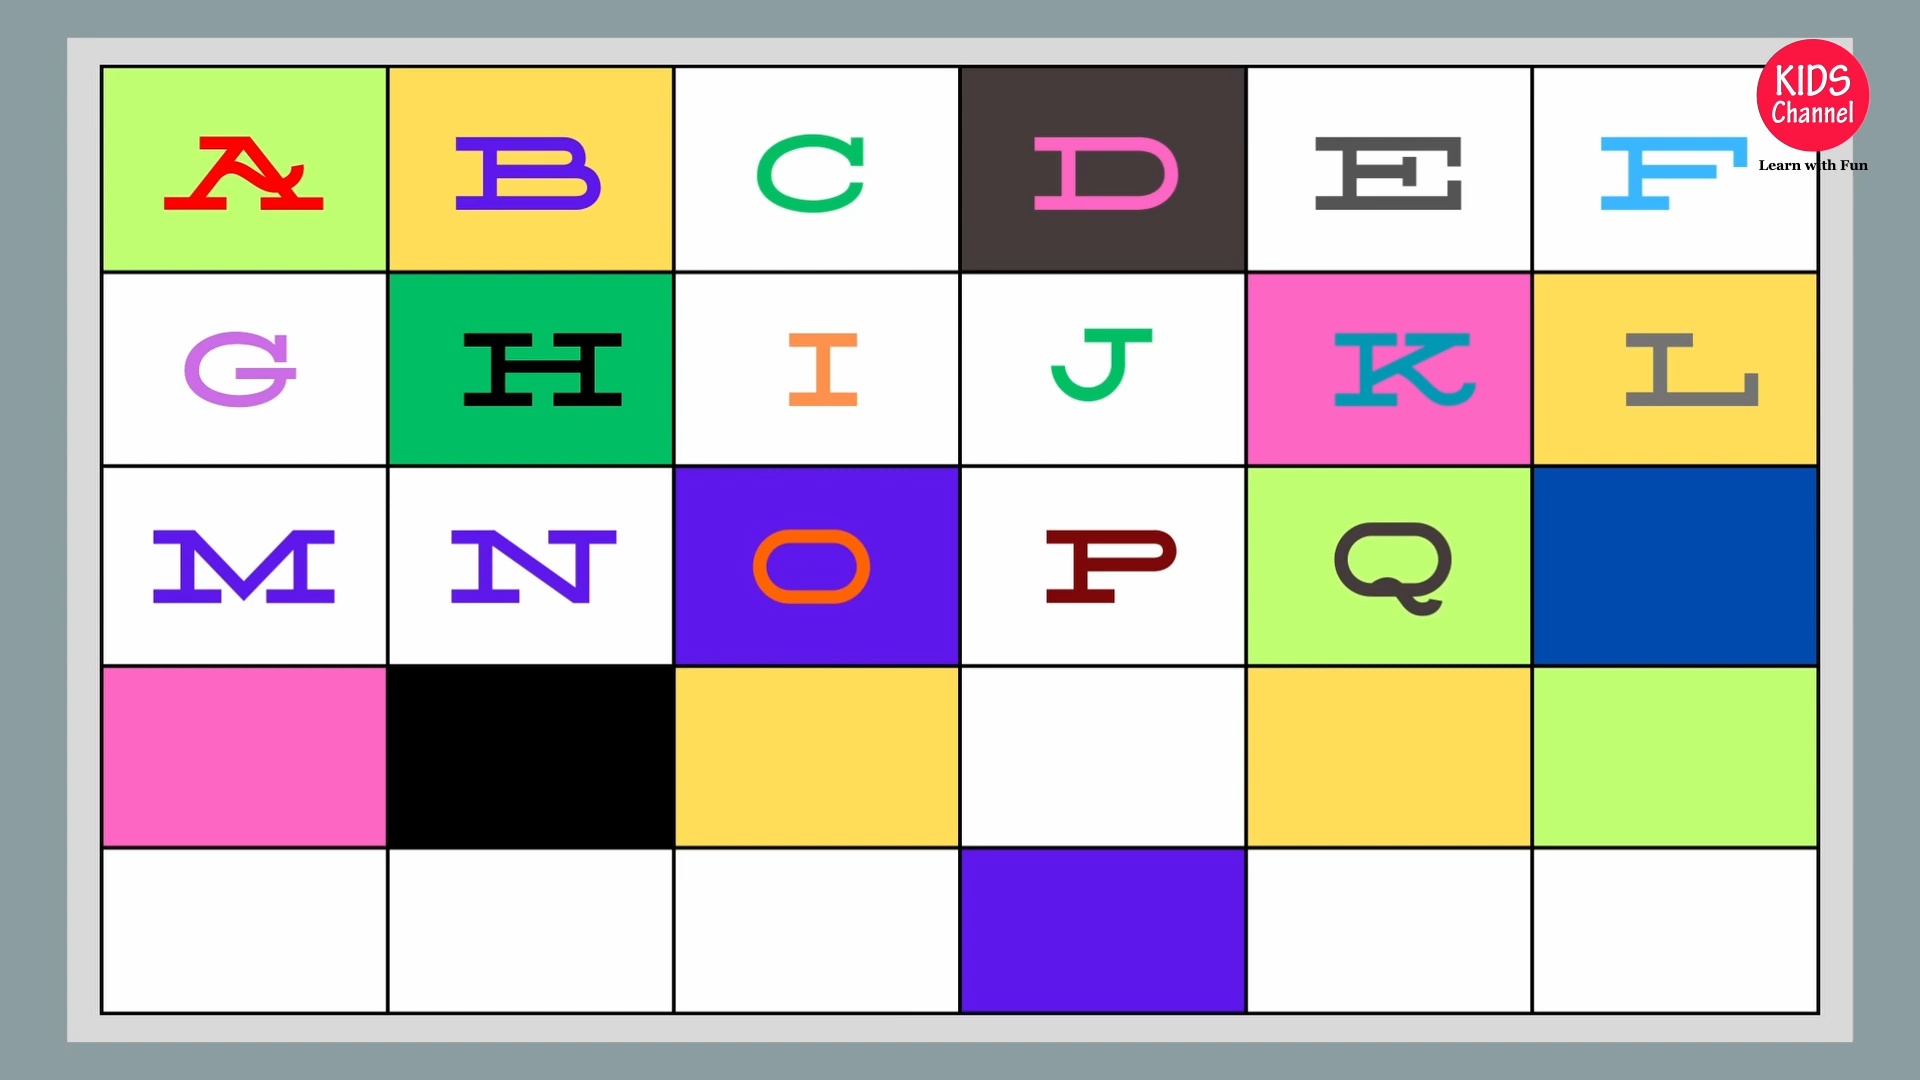 A B C D E F
G H I J K L
M N O P Q
KIDS
Channel
Learn with Fun